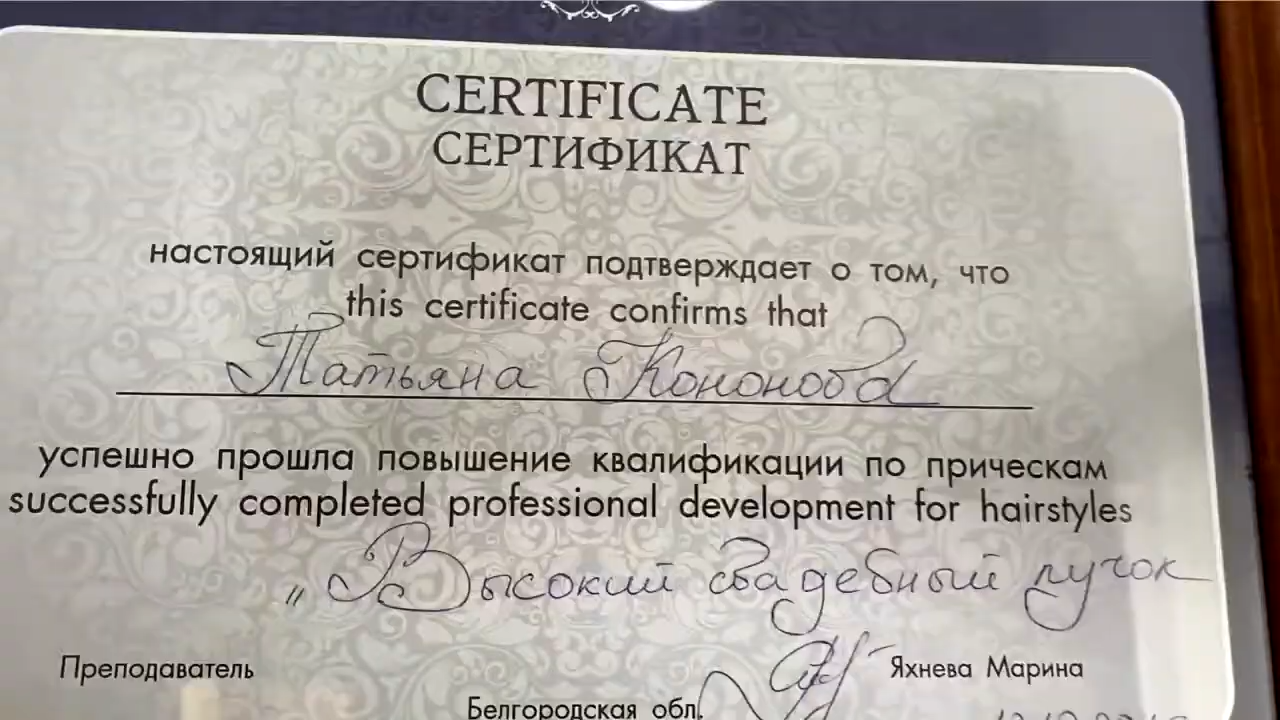 CERTIFICATE
СЕРТИФИКАТ
настоящий сертификат подтверждает о том, что
this certificate confirms that
Татьяна Кононова
успешно прошла повышение квалификации по прическам
successfully completed professional development for hairstyles
„Высокий свадебный пучок
Преподаватель
Яхнева Марина
Белгородская обл.